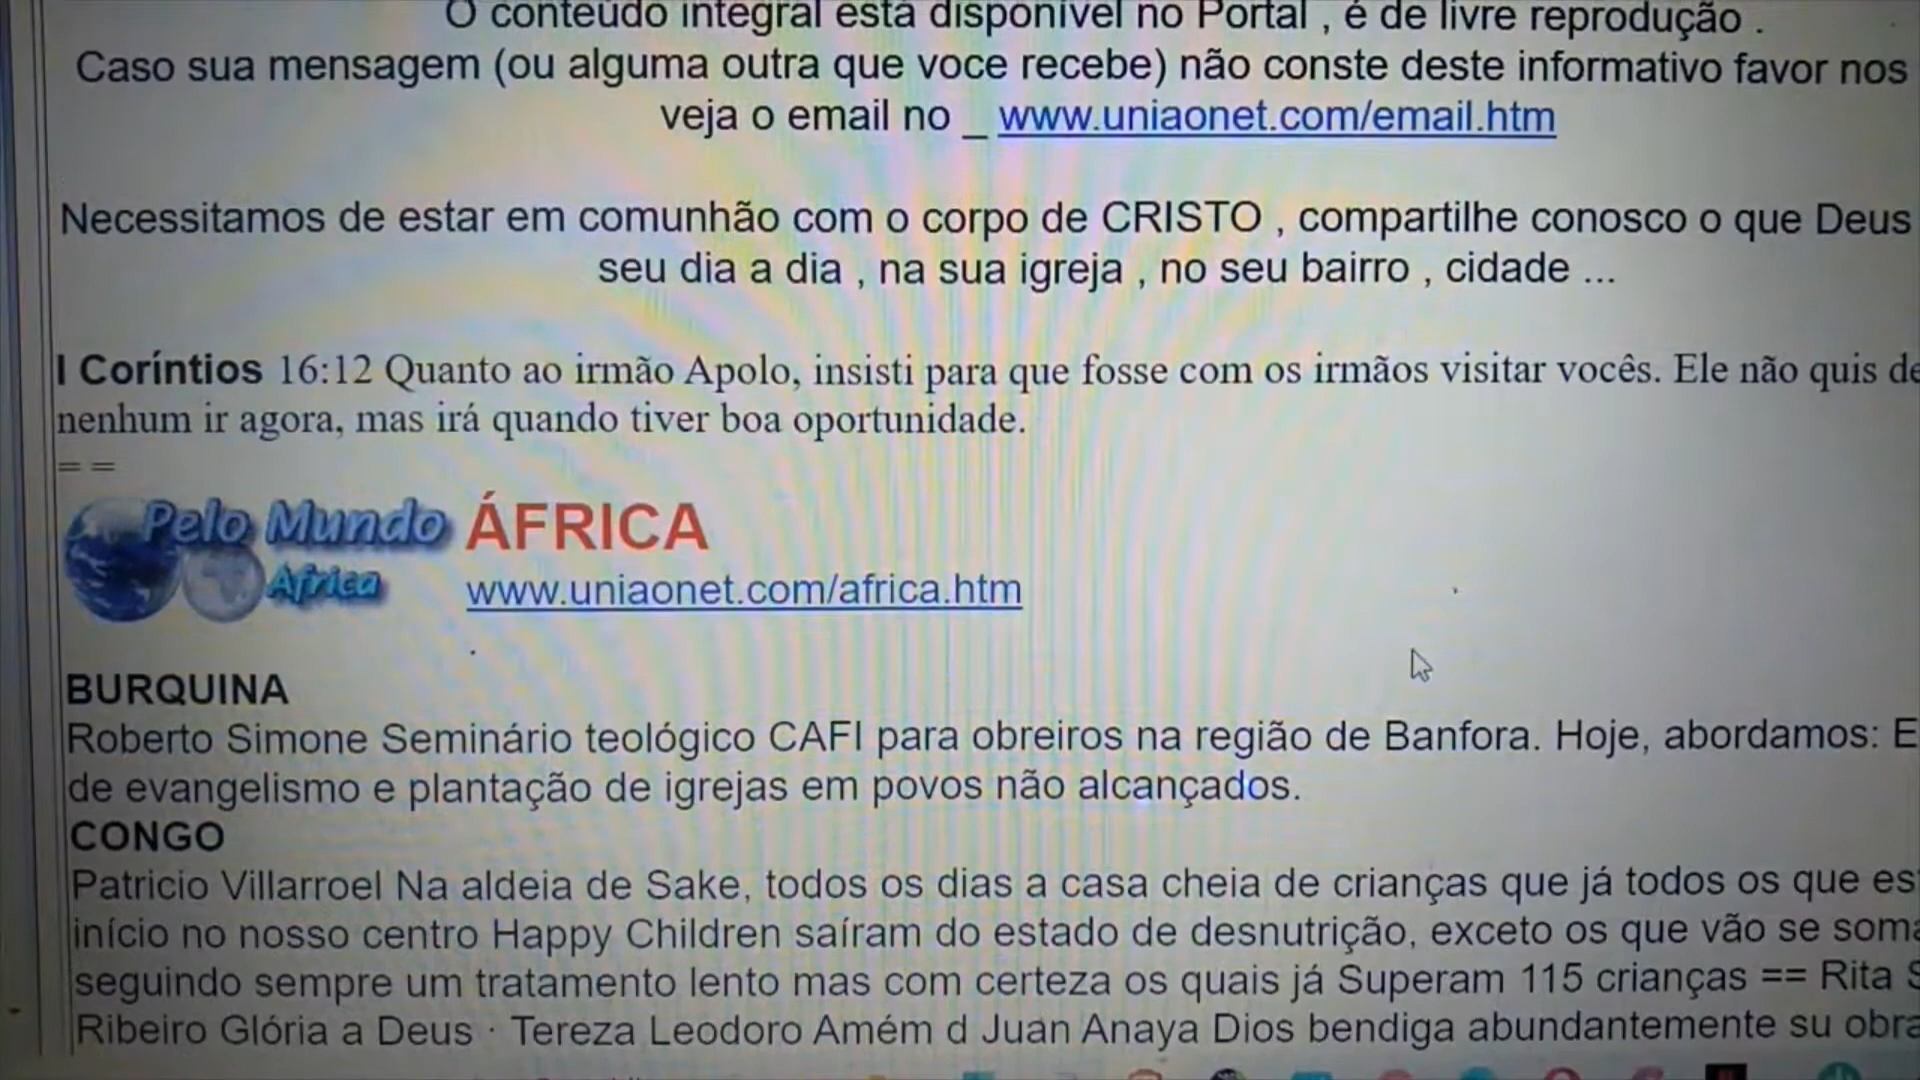 O conteúdo integral está disponível no Portal , é de livre reprodução .
Caso sua mensagem (ou alguma outra que voce recebe) não conste deste informativo favor nos
veja o email no _ www.uniaonet.com/email.htm
Necessitamos de estar em comunhão com o corpo de CRISTO , compartilhe conosco o que Deus
seu dia a dia , na sua igreja , no seu bairro , cidade ...
I Coríntios 16:12 Quanto ao irmão Apolo, insisti para que fosse com os irmãos visitar vocês. Ele não quis de
nenhum ir agora, mas irá quando tiver boa oportunidade.
= =
Pelo Mundo ÁFRICA
Africa www.uniaonet.com/africa.htm
BURQUINA
Roberto Simone Seminário teológico CAFI para obreiros na região de Banfora. Hoje, abordamos: E
de evangelismo e plantação de igrejas em povos não alcançados.
CONGO
Patricio Villarroel Na aldeia de Sake, todos os dias a casa cheia de crianças que já todos os que es
início no nosso centro Happy Children saíram do estado de desnutrição, exceto os que vão se soma
seguindo sempre um tratamento lento mas com certeza os quais já Superam 115 crianças == Rita S
Ribeiro Glória a Deus · Tereza Leodoro Amém d Juan Anaya Dios bendiga abundantemente su obra